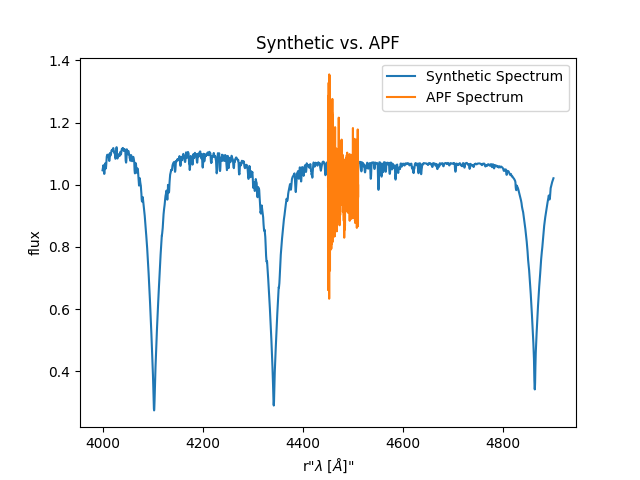 Synthetic vs. APF
1.4
1.2
1.0
0.8
0.6
0.4
flux
Synthetic Spectrum
APF Spectrum
4000 4200 4400 4600 4800
r"λ [Å]"